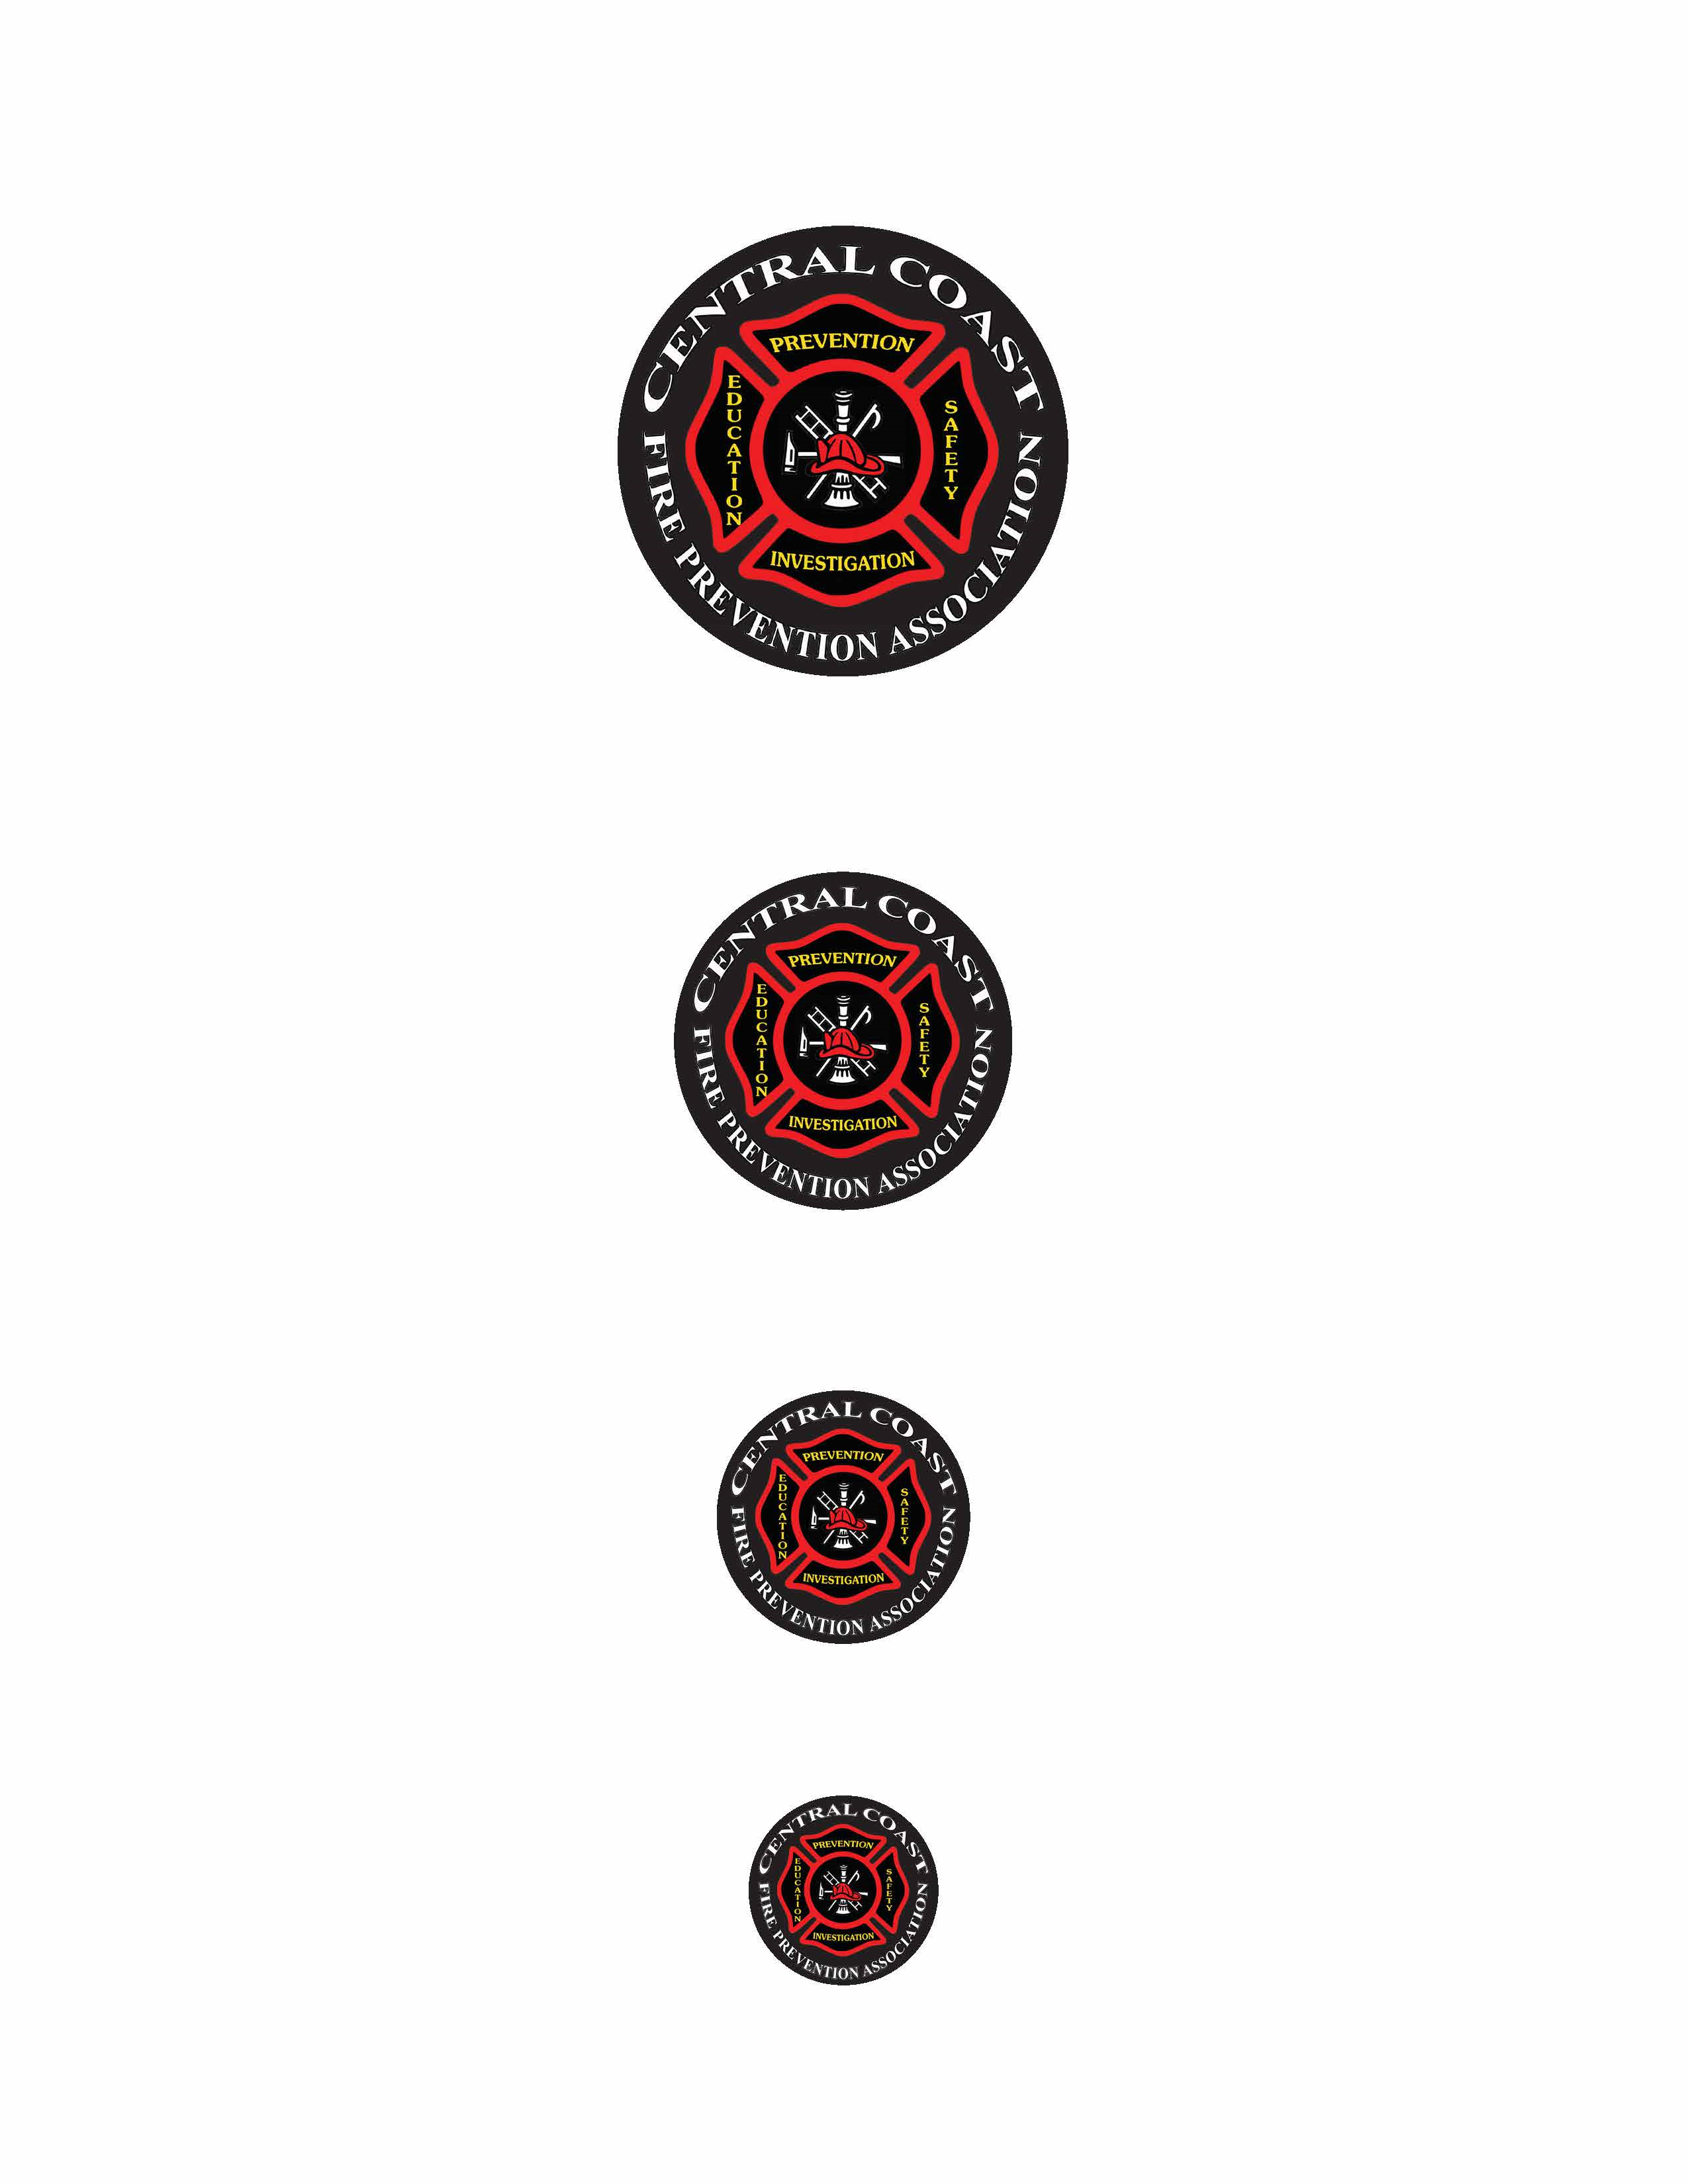 CENTRAL COAST
PREVENTION
EDUCATION
SAFETY
INVESTIGATION
FIRE PREVENTION ASSOCIATION
CENTRAL COAST
PREVENTION
EDUCATION
SAFETY
INVESTIGATION
FIRE PREVENTION ASSOCIATION
CENTRAL COAST
PREVENTION
EDUCATION
SAFETY
INVESTIGATION
FIRE PREVENTION ASSOCIATION
CENTRAL COAST
PREVENTION
EDUCATION
SAFETY
INVESTIGATION
FIRE PREVENTION ASSOCIATION